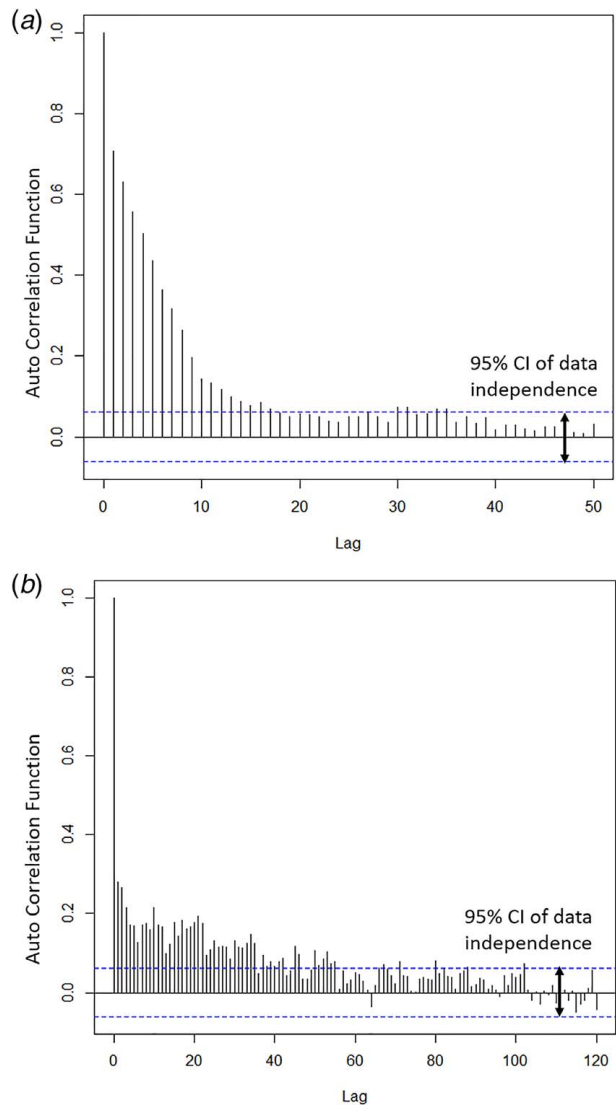 (a)
1.0
0.8
0.6
0.4
0.2
0.0
Auto Correlation Function
95% CI of data
independence
0 10 20 30 40 50
Lag
(b)
1.0
0.8
0.6
0.4
0.2
0.0
Auto Correlation Function
95% CI of data
independence
0 20 40 60 80 100 120
Lag